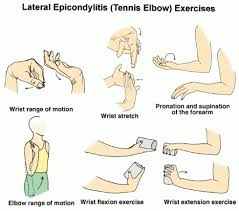 Lateral Epicondylitis (Tennis Elbow) Exercises
Wrist range of motion
Wrist stretch
Pronation and supination
of the forearm
Elbow range of motion
Wrist flexion exercise
Wrist extension exercise